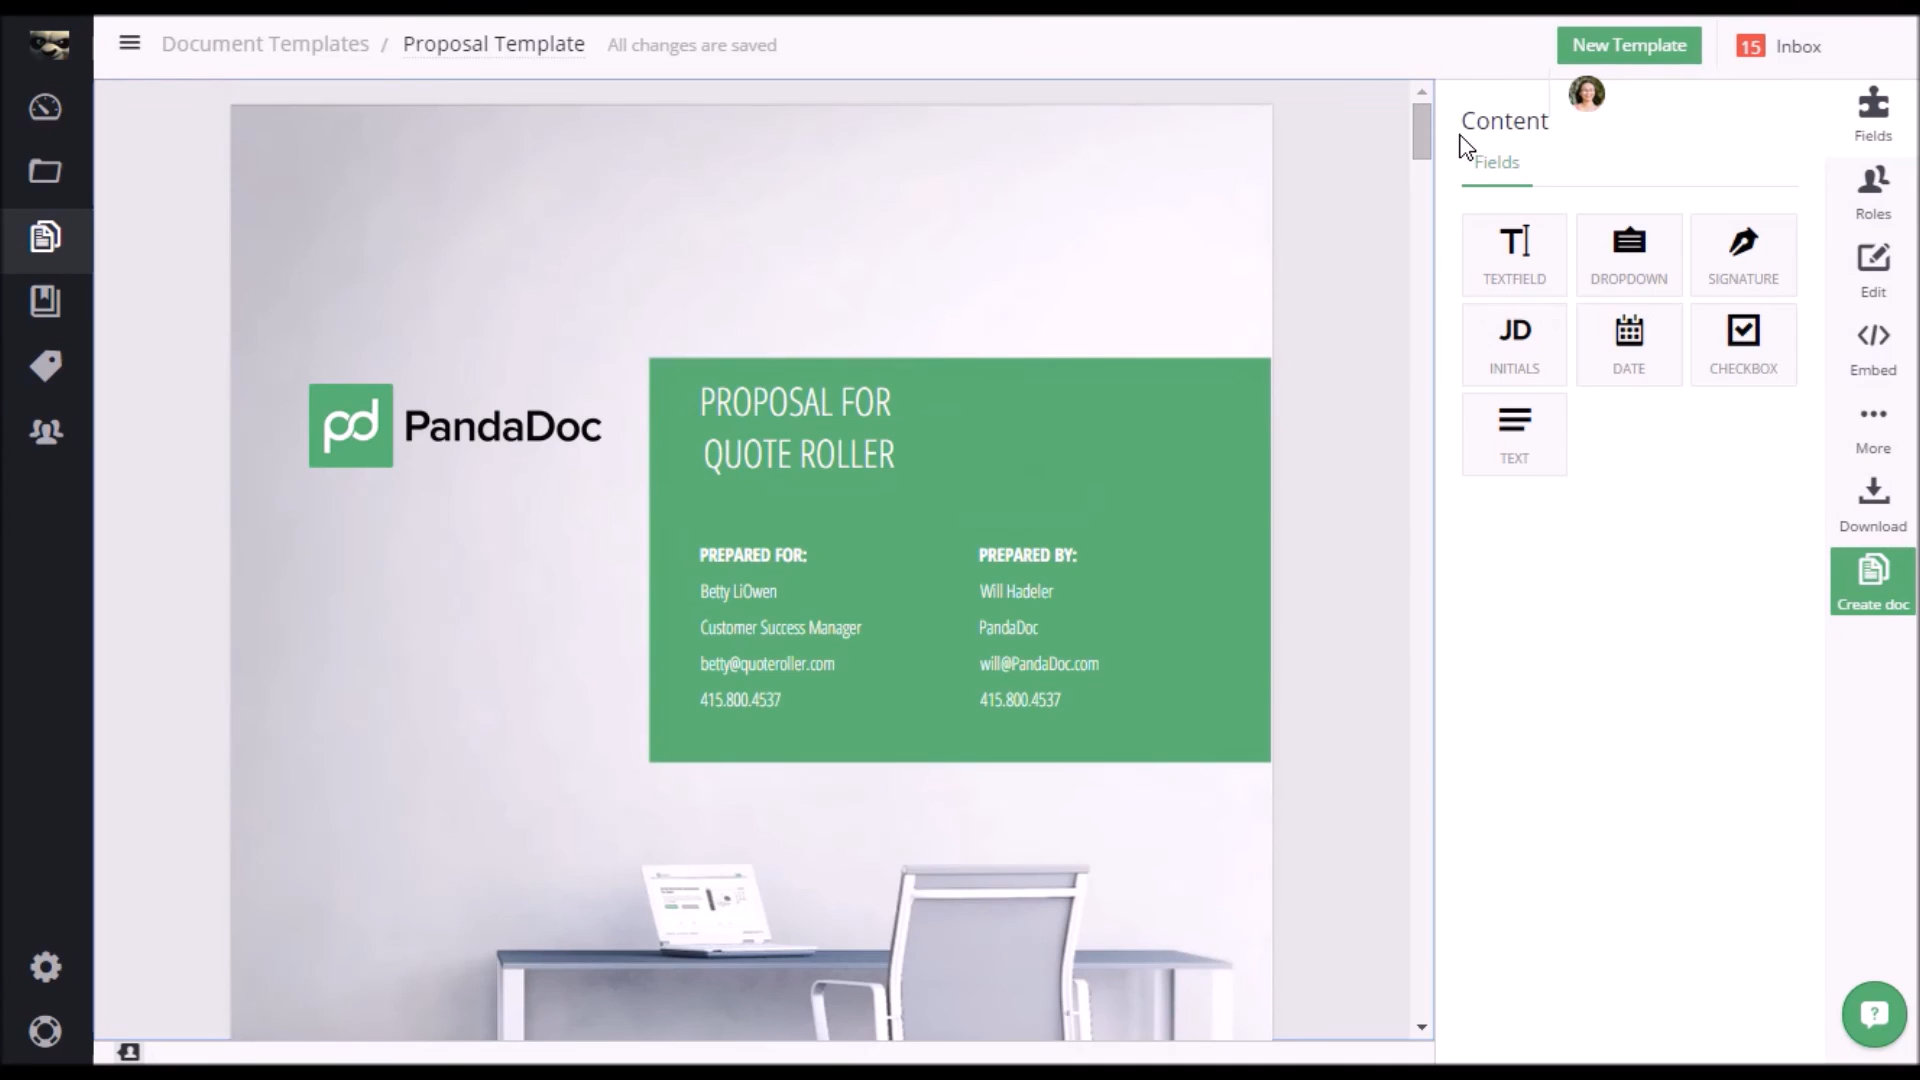 Document Templates / Proposal Template All changes are saved
New Template
15 Inbox
Content
Fields
TEXTFIELD
DROPDOWN
SIGNATURE
JD
INITIALS
DATE
CHECKBOX
TEXT
Fields
Roles
Edit
Embed
More
Download
Create doc
pd PandaDoc
PROPOSAL FOR
QUOTE ROLLER
PREPARED FOR:
Betty LiOwen
Customer Success Manager
betty@quoteroller.com
415.800.4537
PREPARED BY:
Will Hadeler
PandaDoc
will@PandaDoc.com
415.800.4537